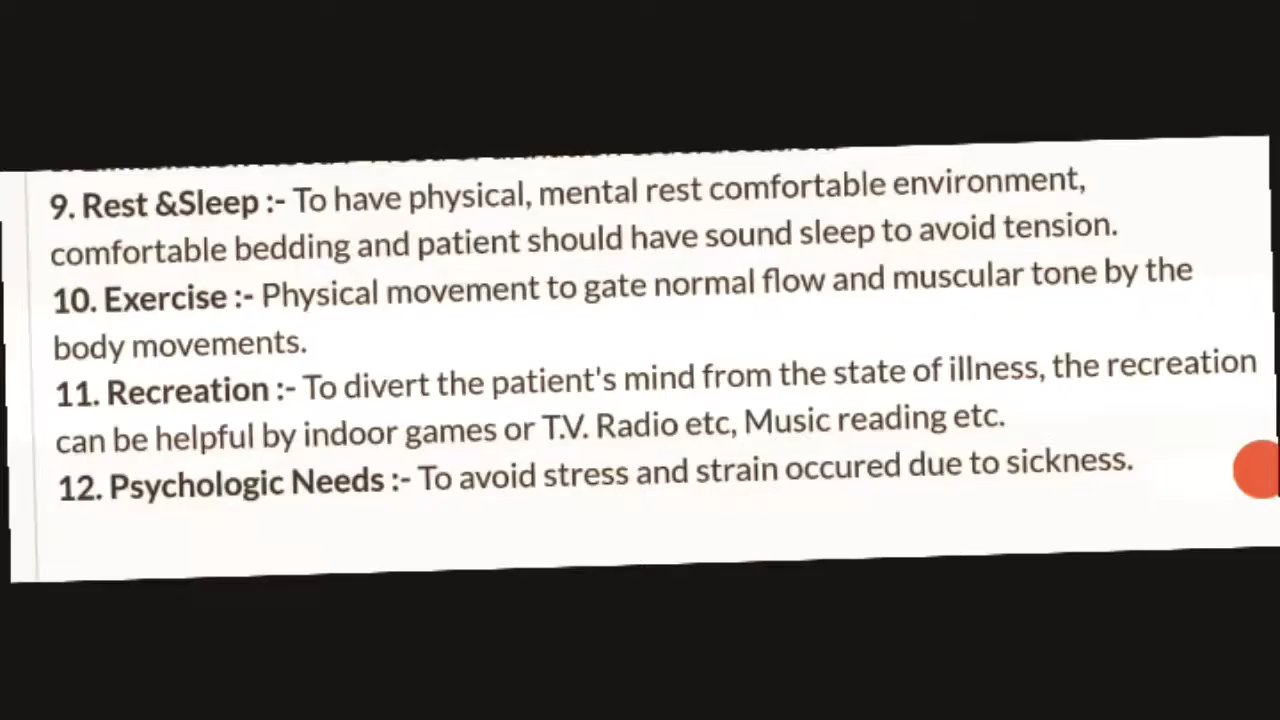 9. Rest &Sleep :- To have physical, mental rest comfortable environment,
comfortable bedding and patient should have sound sleep to avoid tension.
10. Exercise :- Physical movement to gate normal flow and muscular tone by the
body movements.
11. Recreation :- To divert the patient's mind from the state of illness, the recreation
can be helpful by indoor games or T.V. Radio etc, Music reading etc.
12. Psychologic Needs :- To avoid stress and strain occured due to sickness.